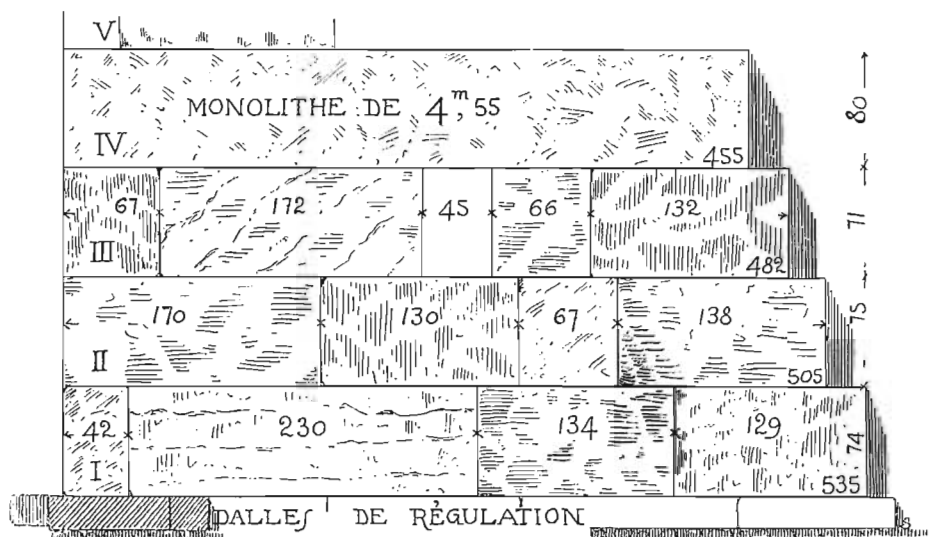 V
MONOLITHE DE 4m,55
80
IV
455
67 172 45 66 132
71
III
482
170 130 67 138
75
II
505
42 230 134 129
74
I
535
DALLES DE RÉGULATION